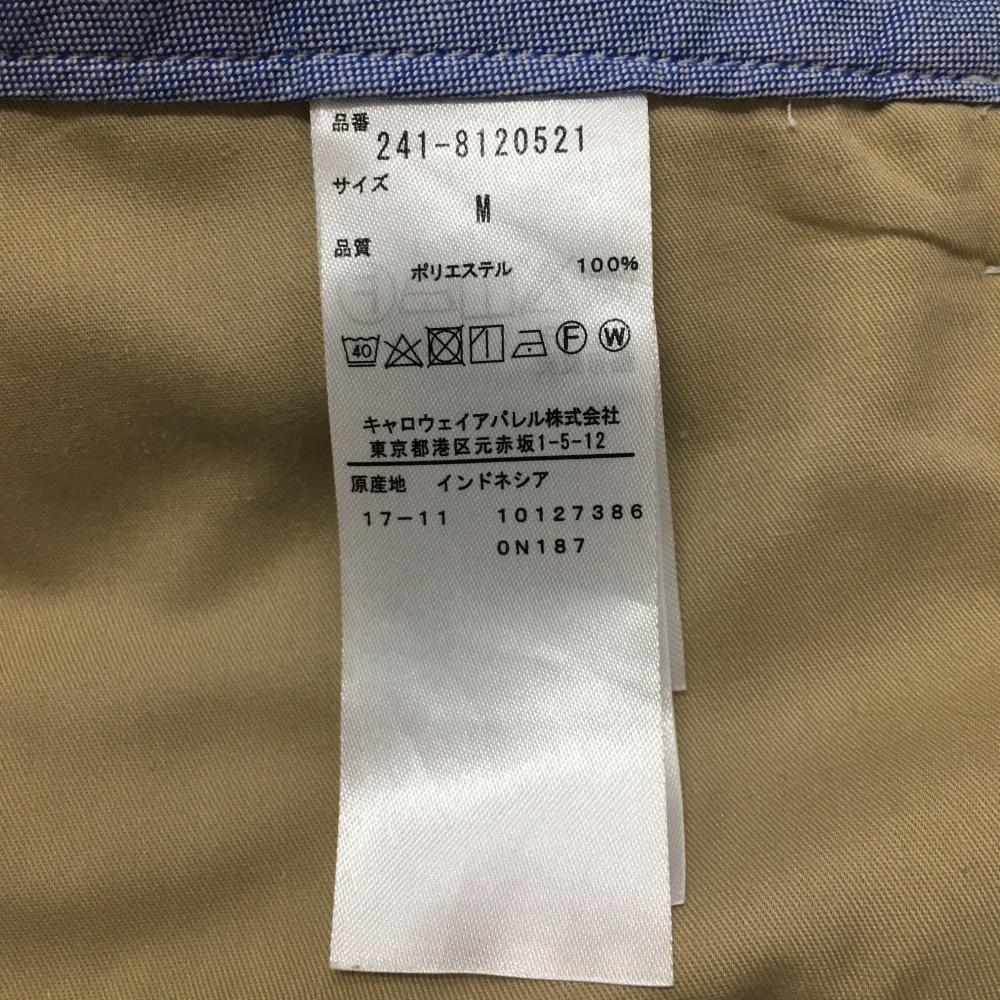 品番
241-8120521
サイズ
M
品質
ポリエステル 100%
40 F W
キャロウェイアパレル株式会社
東京都港区元赤坂1-5-12
原産地 インドネシア
17-11 10127386
0N187